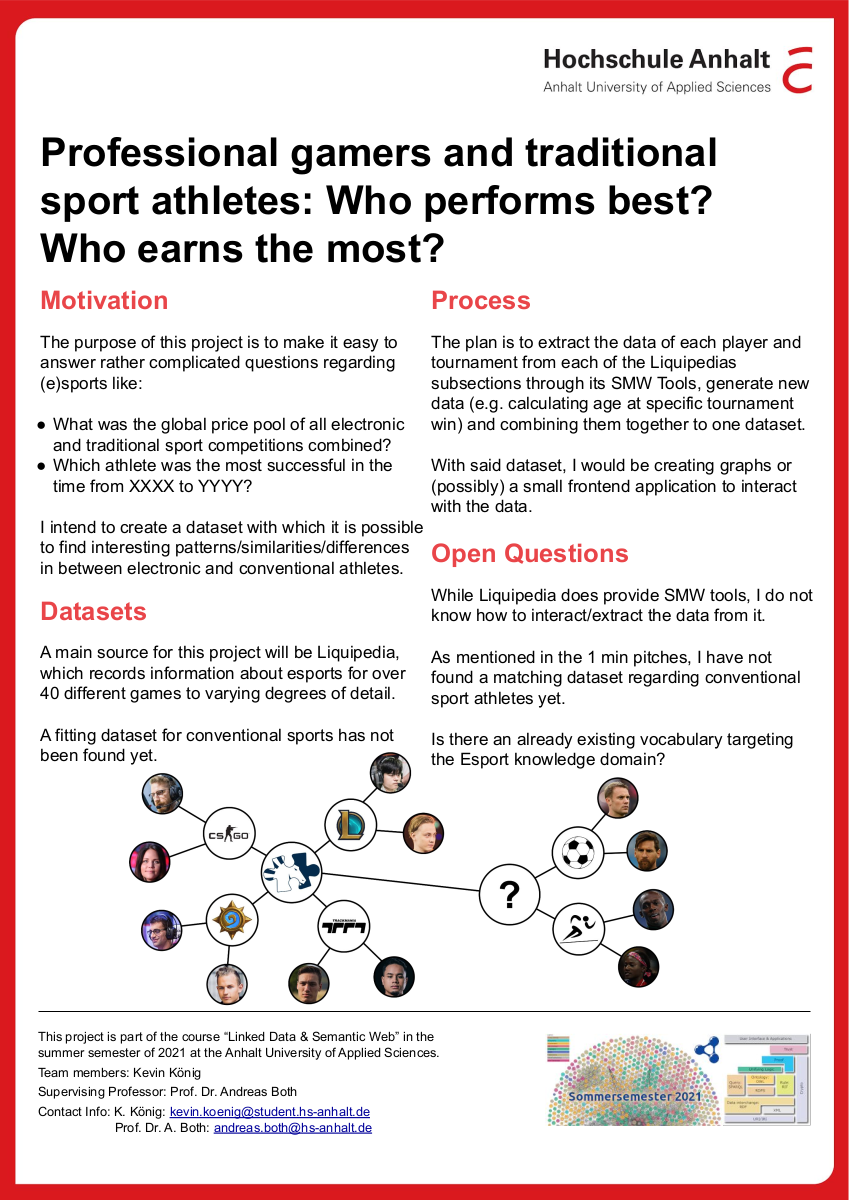 Hochschule Anhalt
Anhalt University of Applied Sciences
Professional gamers and traditional
sport athletes: Who performs best?
Who earns the most?
Motivation
The purpose of this project is to make it easy to
answer rather complicated questions regarding
(e)sports like:
● What was the global price pool of all electronic
and traditional sport competitions combined?
● Which athlete was the most successful in the
time from XXXX to YYYY?
I intend to create a dataset with which it is possible
to find interesting patterns/similarities/differences
in between electronic and conventional athletes.
Datasets
A main source for this project will be Liquipedia,
which records information about esports for over
40 different games to varying degrees of detail.
A fitting dataset for conventional sports has not
been found yet.
Process
The plan is to extract the data of each player and
tournament from each of the Liquipedias
subsections through its SMW Tools, generate new
data (e.g. calculating age at specific tournament
win) and combining them together to one dataset.
With said dataset, I would be creating graphs or
(possibly) a small frontend application to interact
with the data.
Open Questions
While Liquipedia does provide SMW tools, I do not
know how to interact/extract the data from it.
As mentioned in the 1 min pitches, I have not
found a matching dataset regarding conventional
sport athletes yet.
Is there an already existing vocabulary targeting
the Esport knowledge domain?
CS GO
L
?
TRACKMANIA
This project is part of the course “Linked Data & Semantic Web” in the
summer semester of 2021 at the Anhalt University of Applied Sciences.
Team members: Kevin König
Supervising Professor: Prof. Dr. Andreas Both
Contact Info: K. König: kevin.koenig@student.hs-anhalt.de
Prof. Dr. A. Both: andreas.both@hs-anhalt.de
Sommersemester 2021
User Interface & Applications
Trust
Proof